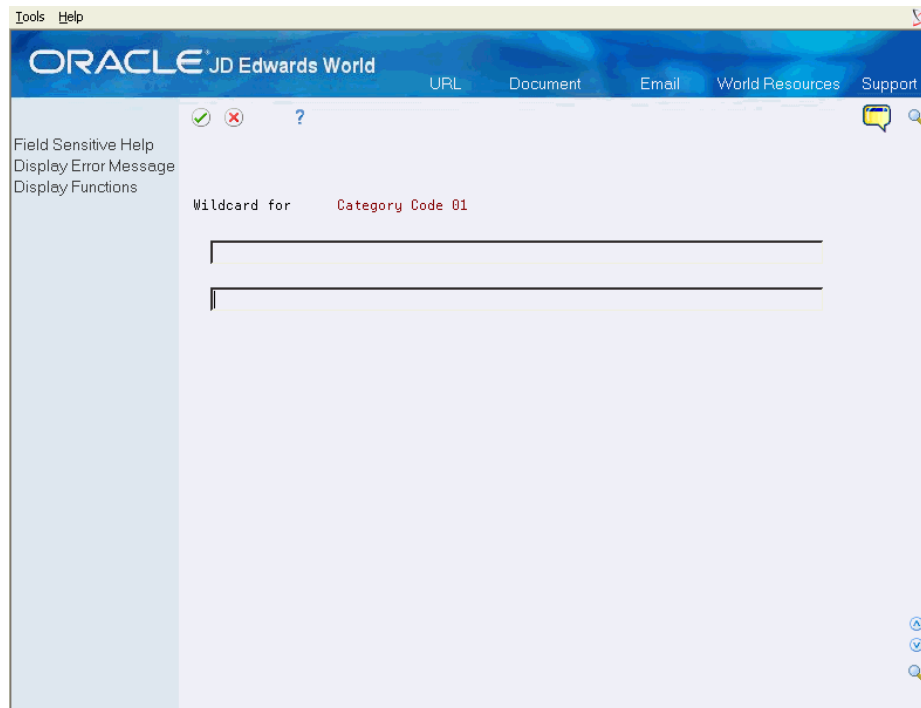 Tools Help
ORACLE JD Edwards World
URL Document Email World Resources Support
?
Field Sensitive Help
Display Error Message
Display Functions
Wildcard for Category Code 01